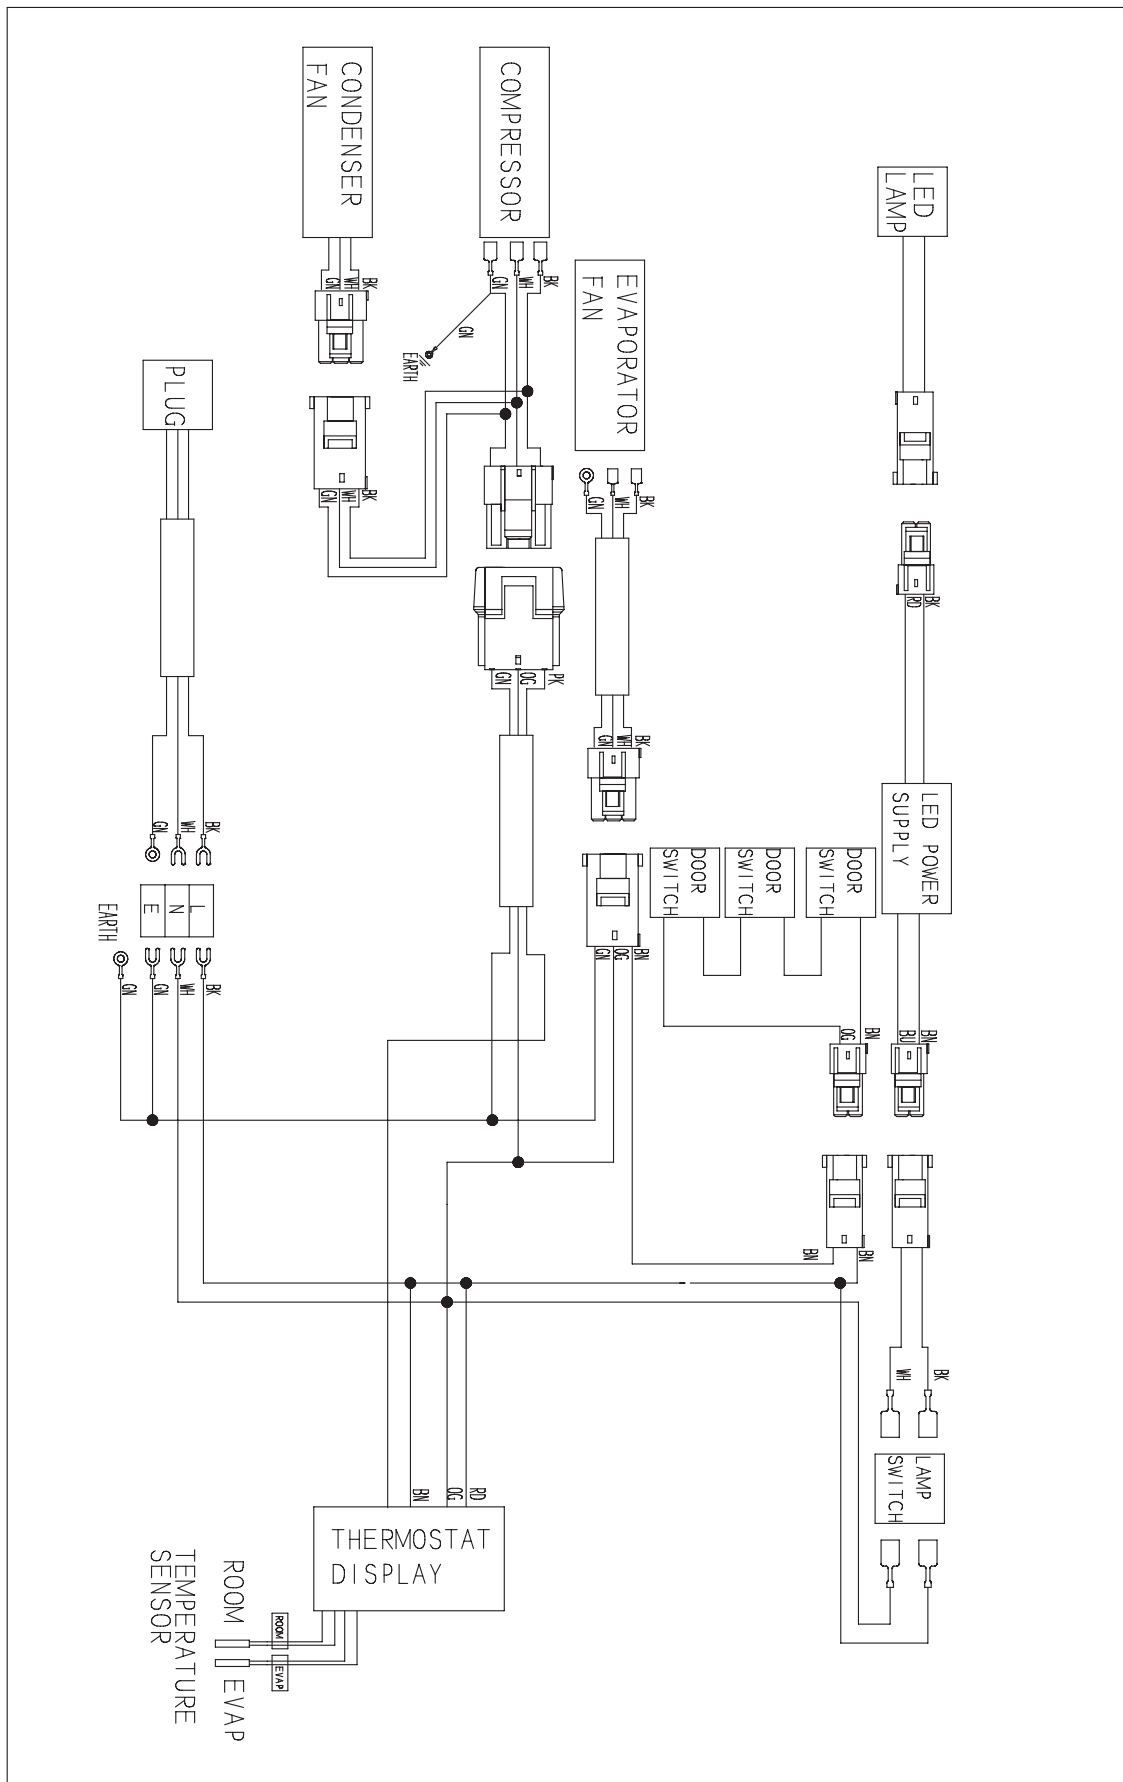 CONDENSER
FAN
COMPRESSOR
LED
LAMP
EVAPORATOR
FAN
BK
WH
GN
BK
WH
GN
GN
EARTH
PLUG
BK
WH
GN
BK
WH
GN
BK
RD
PK
OG
GN
BK
WH
GN
LED POWER
SUPPLY
DOOR
SWITCH
DOOR
SWITCH
DOOR
SWITCH
BK
WH
GN
L
N
E
EARTH
GN
GN
WH
BK
BN
OG
GN
BN
OG
BN
BU
BN
BN
WH
BK
LAMP
SWITCH
BN
OG
RD
THERMOSTAT
DISPLAY
ROOM
EVAP
ROOM
EVAP
TEMPERATURE
SENSOR